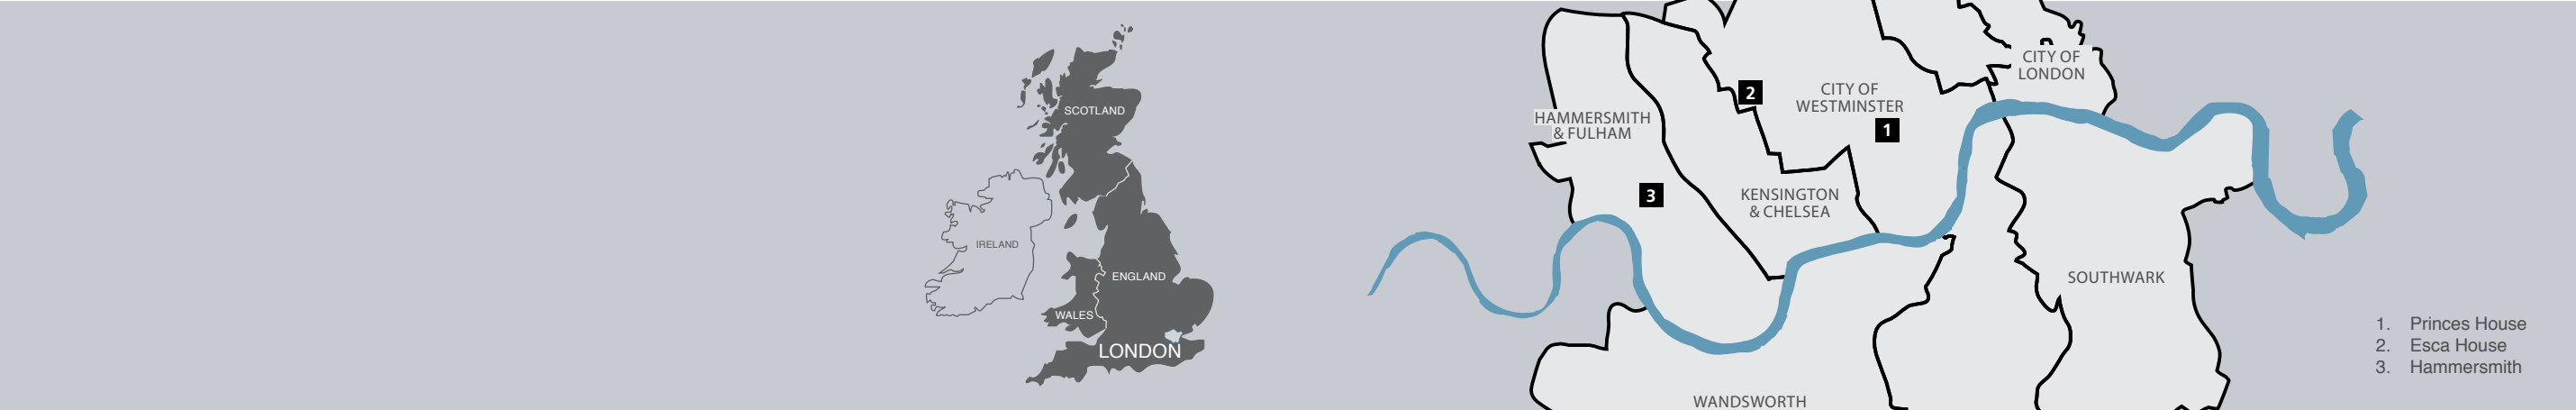 SCOTLAND
IRELAND
ENGLAND
WALES
LONDON
CITY OF
LONDON
2
CITY OF
WESTMINSTER
HAMMERSMITH
& FULHAM
1
3
KENSINGTON
& CHELSEA
SOUTHWARK
WANDSWORTH
1. Princes House
2. Esca House
3. Hammersmith